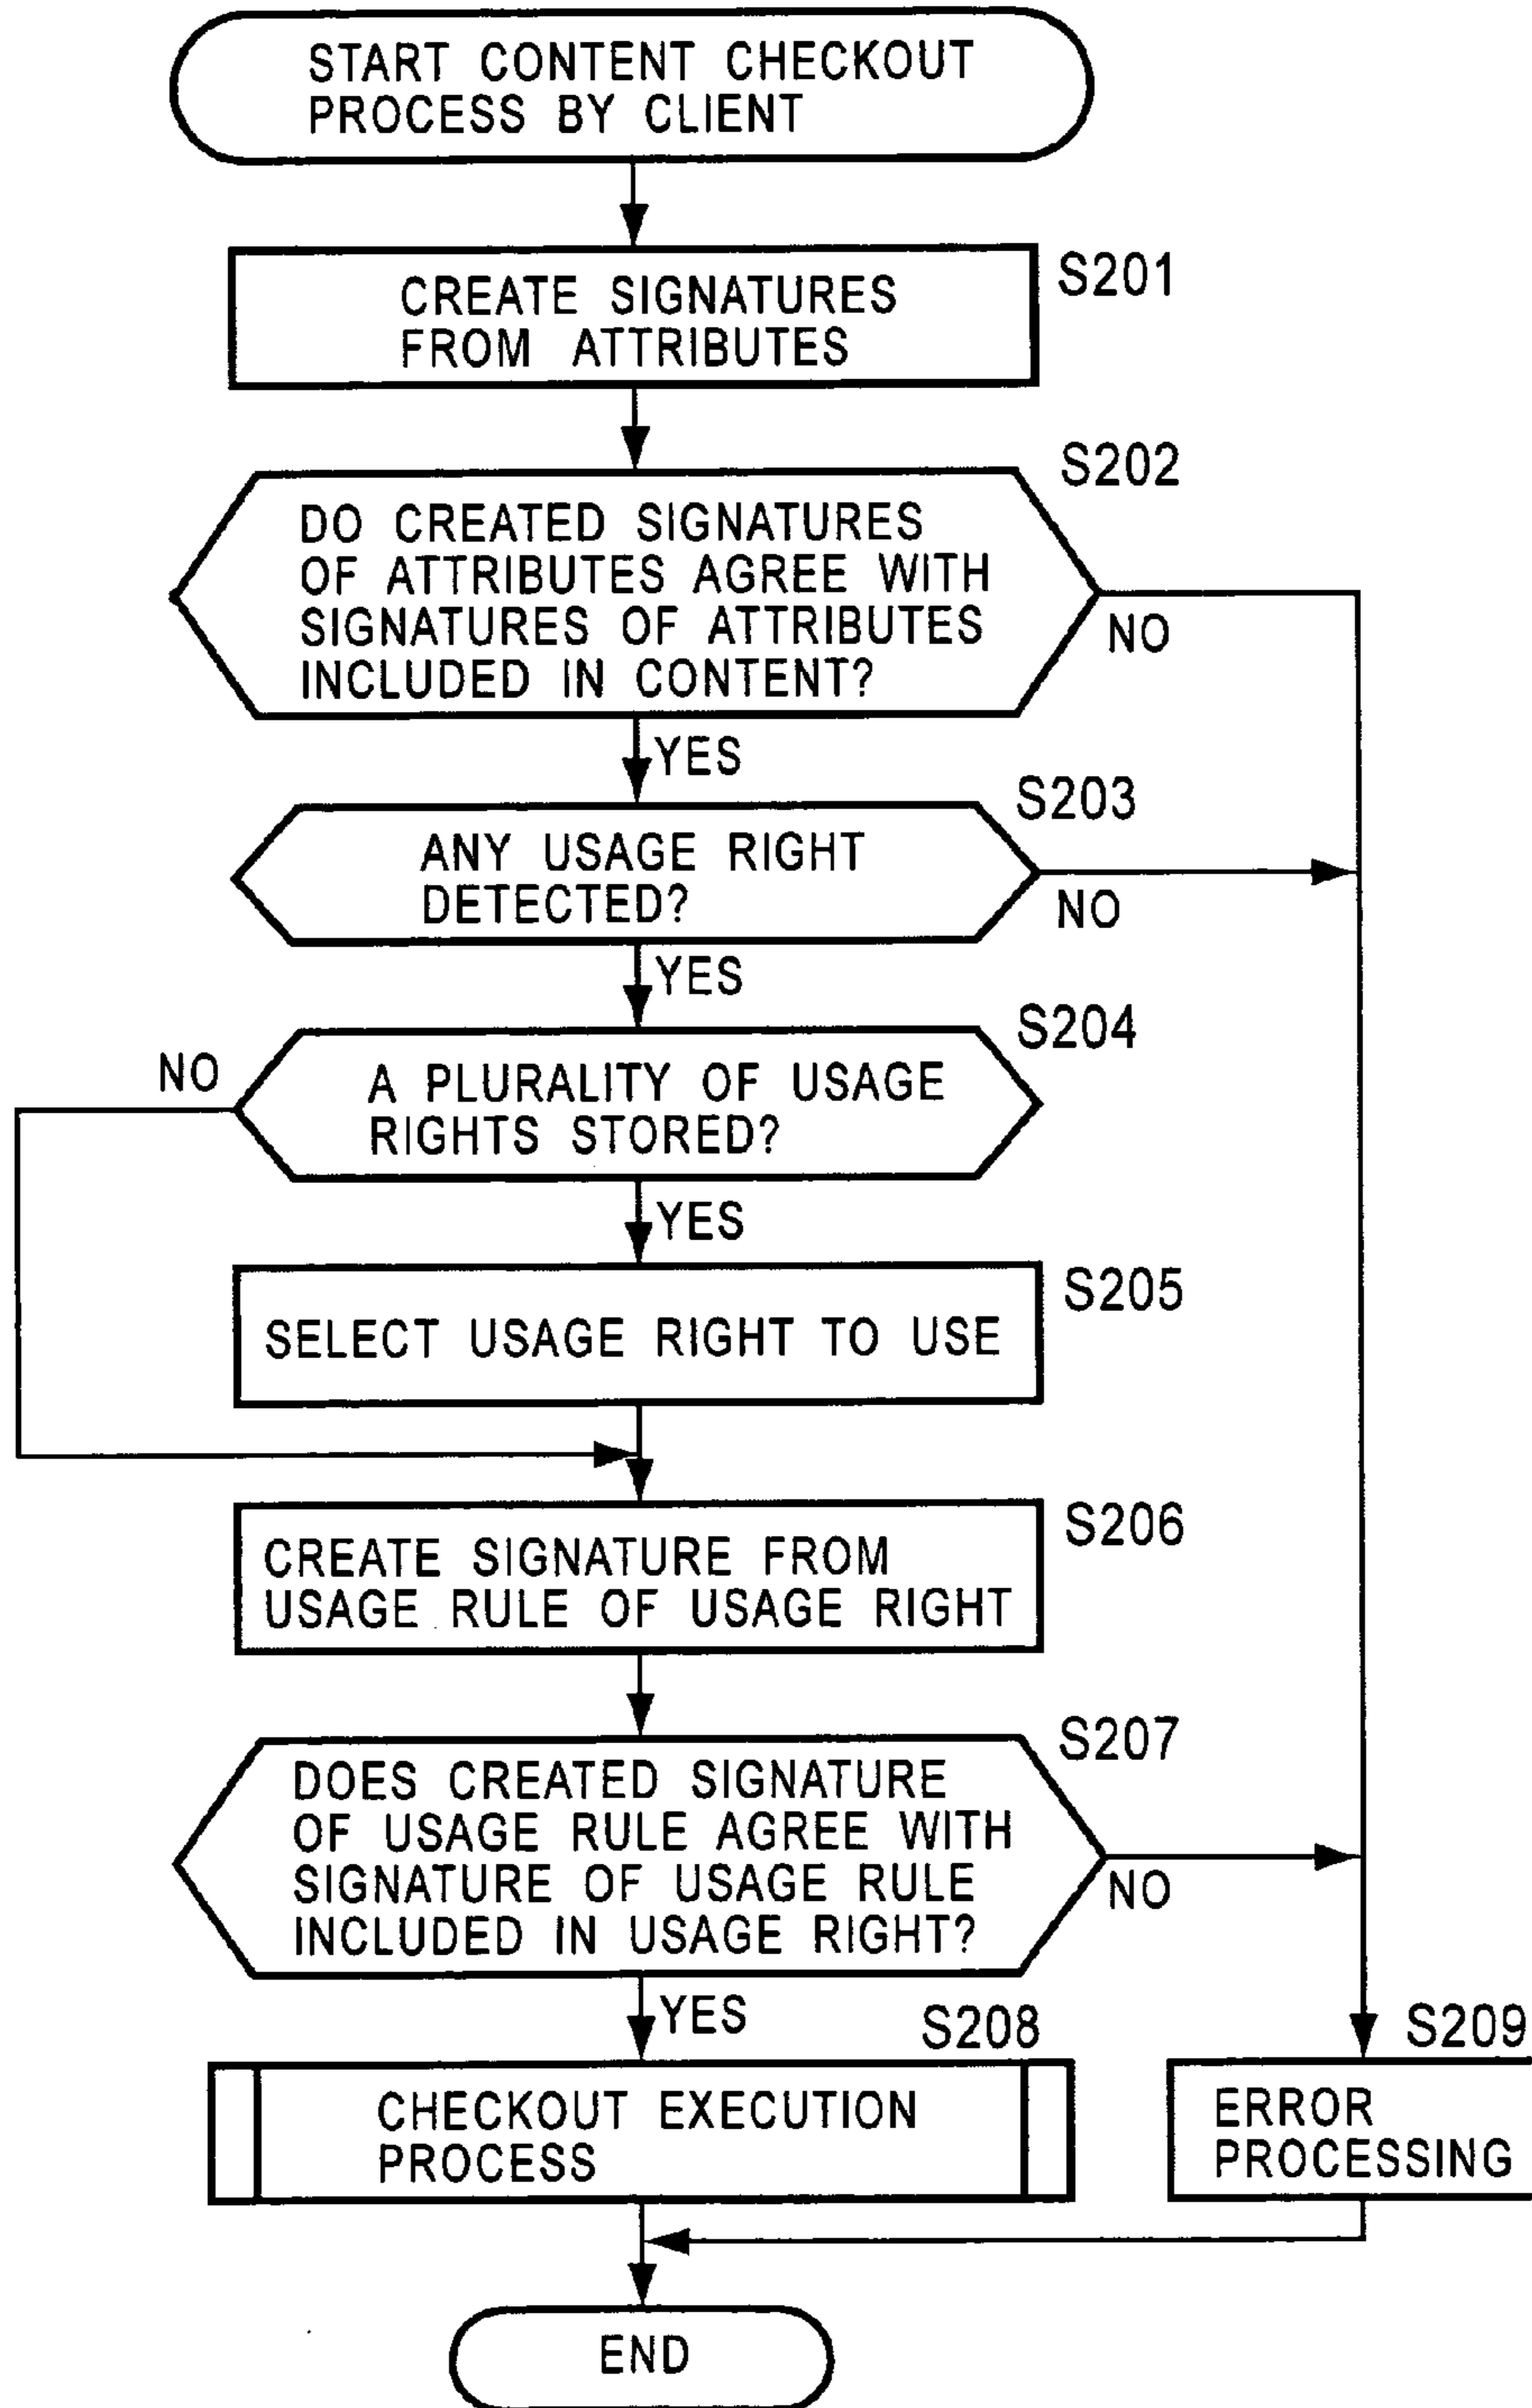 START CONTENT CHECKOUT
PROCESS BY CLIENT
S201
CREATE SIGNATURES
FROM ATTRIBUTES
S202
DO CREATED SIGNATURES
OF ATTRIBUTES AGREE WITH
SIGNATURES OF ATTRIBUTES
INCLUDED IN CONTENT?
NO
YES
S203
ANY USAGE RIGHT
DETECTED?
NO
YES
S204
NO
A PLURALITY OF USAGE
RIGHTS STORED?
YES
S205
SELECT USAGE RIGHT TO USE
S206
CREATE SIGNATURE FROM
USAGE RULE OF USAGE RIGHT
S207
DOES CREATED SIGNATURE
OF USAGE RULE AGREE WITH
SIGNATURE OF USAGE RULE
INCLUDED IN USAGE RIGHT?
NO
YES
S208
CHECKOUT EXECUTION
PROCESS
S209
ERROR
PROCESSING
END